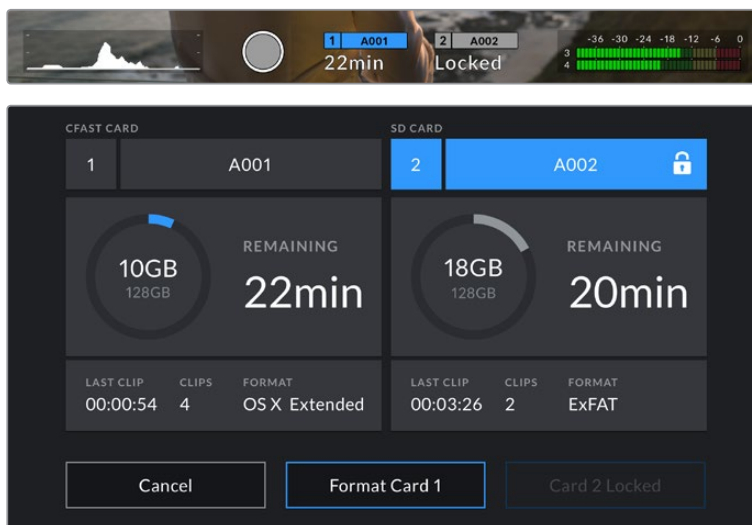 1 A001 2 A002 -36 -30 -24 -18 -12 -6 0
22min Locked 3
4
CFAST CARD SD CARD
1 A001 2 A002
REMAINING REMAINING
10GB 18GB
128GB 22min 128GB 20min
LAST CLIP CLIPS FORMAT LAST CLIP CLIPS FORMAT
00:00:54 4 OS X Extended 00:03:26 2 ExFAT
Cancel Format Card 1 Card 2 Locked